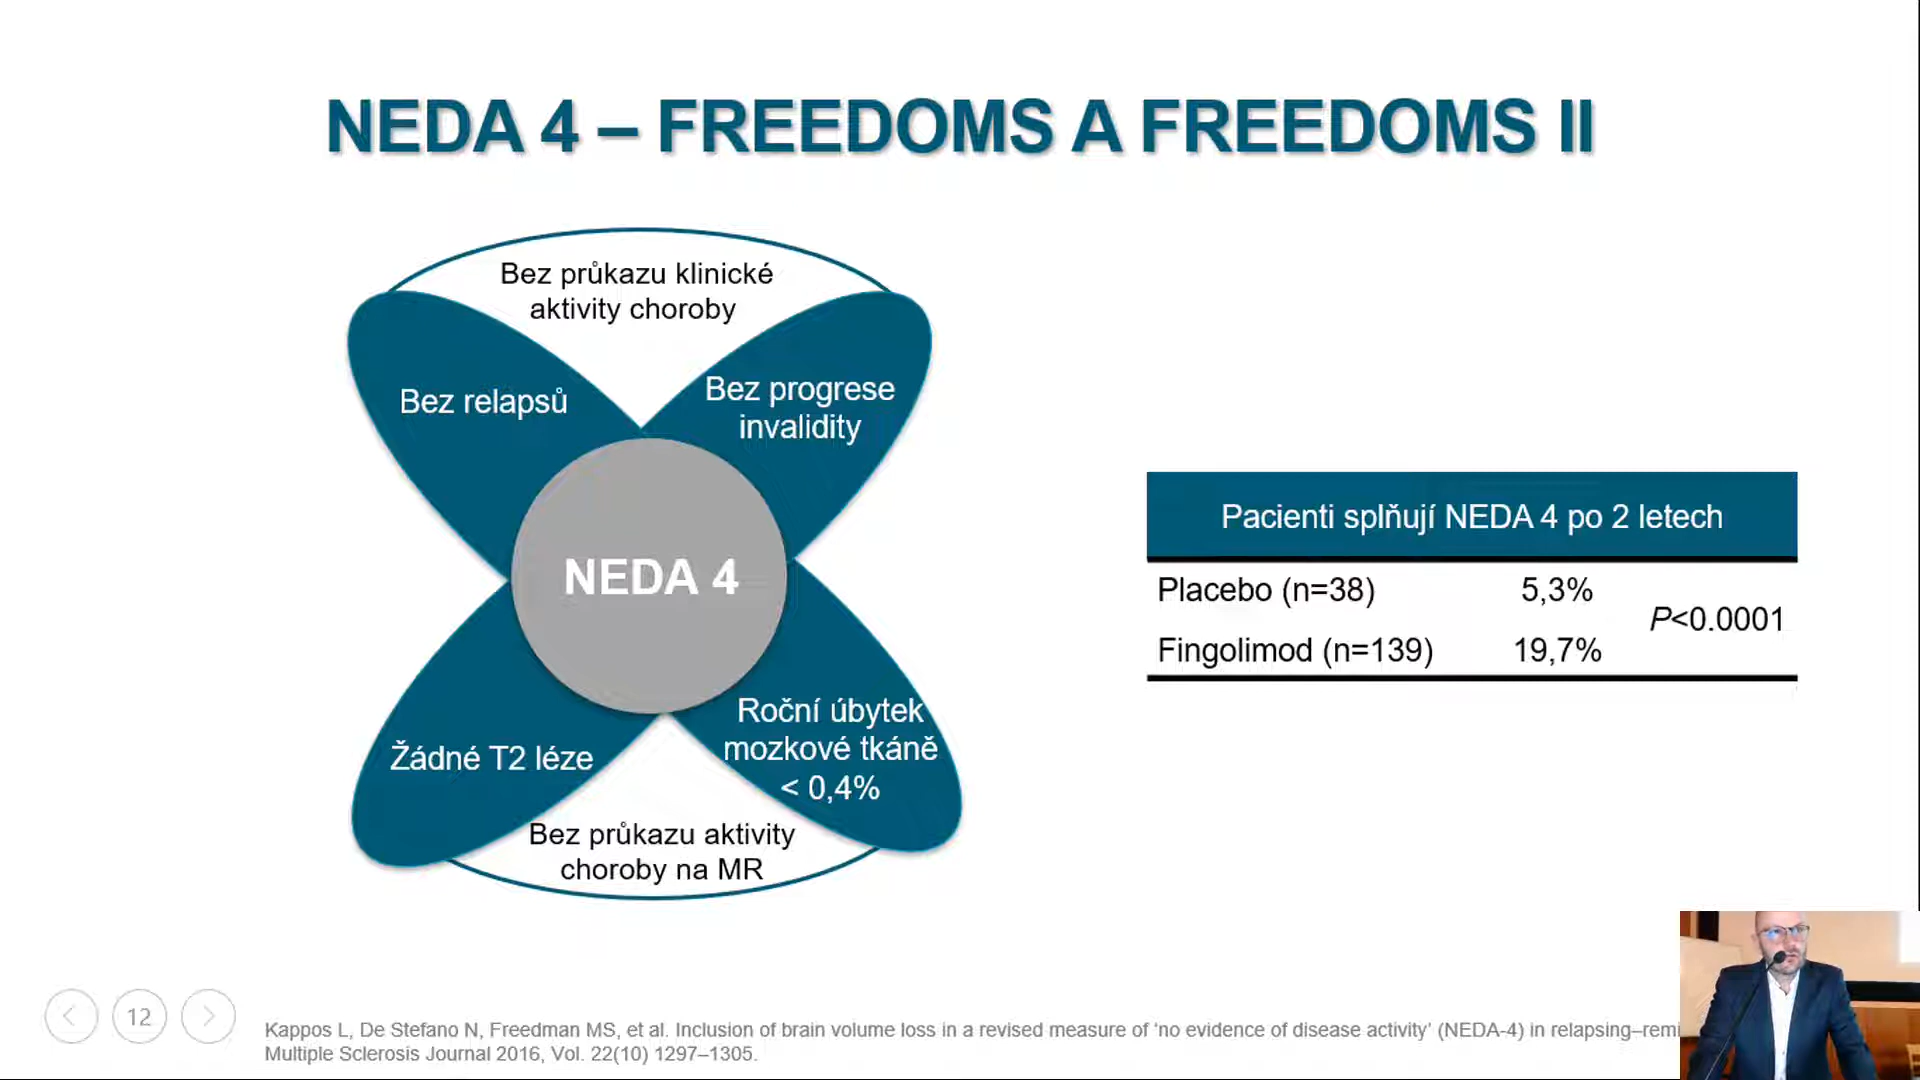 NEDA 4 – FREEDOMS A FREEDOMS II
Bez průkazu klinické
aktivity choroby
Bez relapsů
Bez progrese
invalidity
NEDA 4
Žádné T2 léze
Roční úbytek
mozkové tkáně
< 0,4%
Bez průkazu aktivity
choroby na MR
Pacienti splňují NEDA 4 po 2 letech
Placebo (n=38) 5,3%
P<0.0001
Fingolimod (n=139) 19,7%
12
Kappos L, De Stefano N, Freedman MS, et al. Inclusion of brain volume loss in a revised measure of ‘no evidence of disease activity’ (NEDA-4) in relapsing–remi
Multiple Sclerosis Journal 2016, Vol. 22(10) 1297–1305.